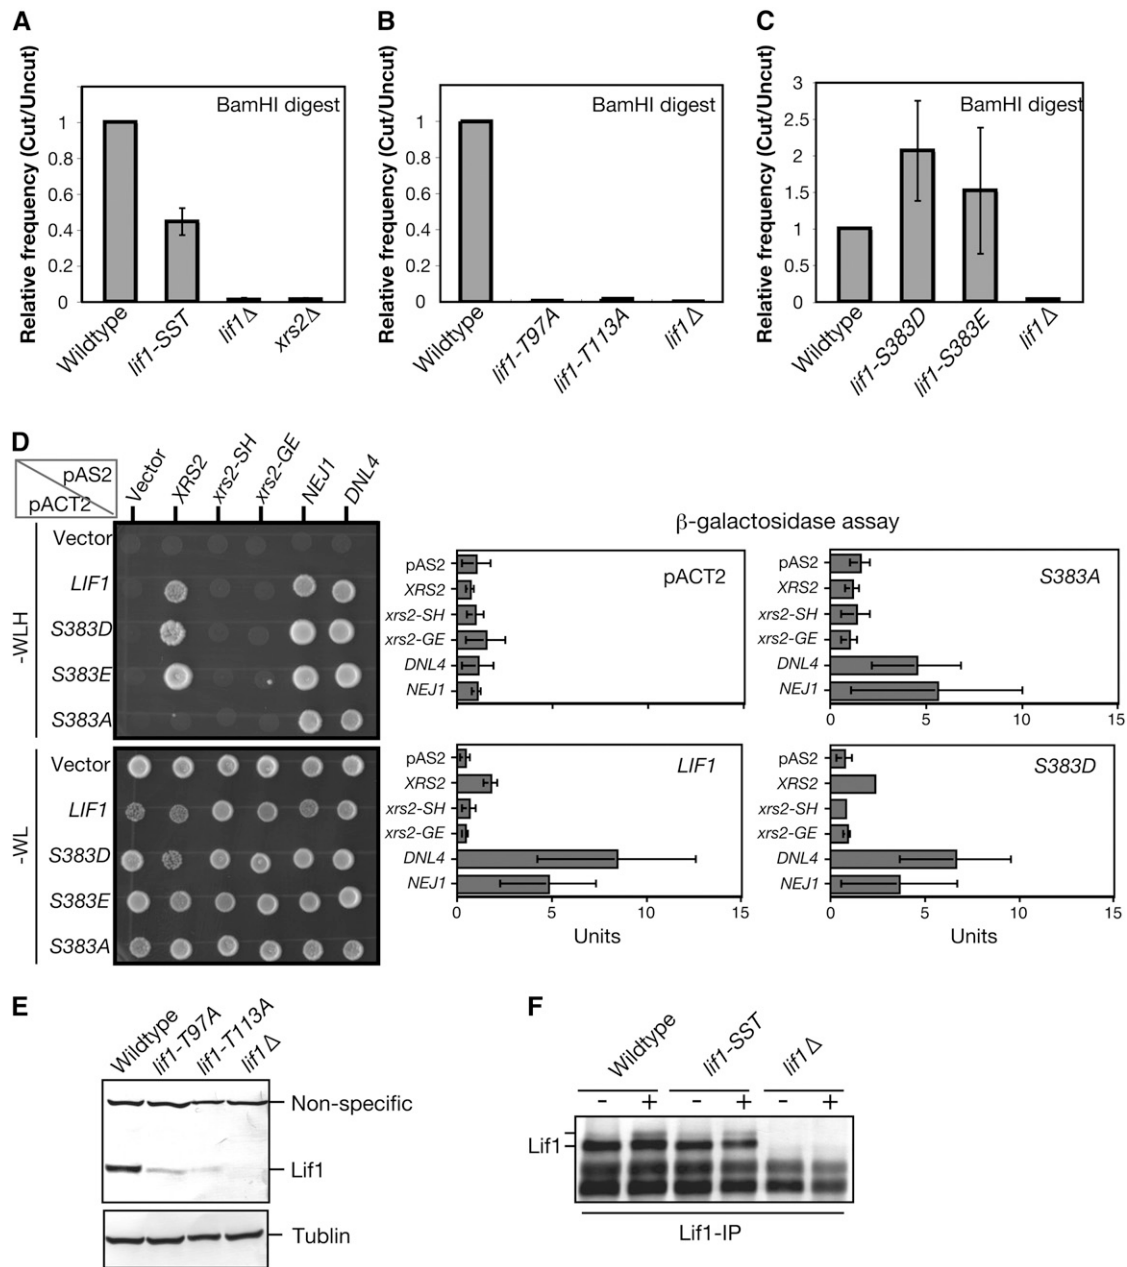 A
Relative frequency (Cut/Uncut)
BamHI digest
1
0.8
0.6
0.4
0.2
0
Wildtype
lif1-SST
lif1Δ
xrs2Δ
B
Relative frequency (Cut/Uncut)
BamHI digest
1
0.8
0.6
0.4
0.2
0
Wildtype
lif1-T97A
lif1-T113A
lif1Δ
C
Relative frequency (Cut/Uncut)
BamHI digest
3
2.5
2
1.5
1
0.5
0
Wildtype
lif1-S383D
lif1-S383E
lif1Δ
D
pAS2
pACT2
Vector
XRS2
xrs2-SH
xrs2-GE
NEJ1
DNL4
-WLH
Vector
LIF1
S383D
S383E
S383A
-WL
Vector
LIF1
S383D
S383E
S383A
β-galactosidase assay
pACT2
pAS2
XRS2
xrs2-SH
xrs2-GE
DNL4
NEJ1
S383A
pAS2
XRS2
xrs2-SH
xrs2-GE
DNL4
NEJ1
0 5 10 15
LIF1
pAS2
XRS2
xrs2-SH
xrs2-GE
DNL4
NEJ1
0 5 10 15
Units
S383D
pAS2
XRS2
xrs2-SH
xrs2-GE
DNL4
NEJ1
0 5 10 15
Units
E
Wildtype
lif1-T97A
lif1-T113A
lif1Δ
Non-specific
Lif1
Tublin
F
Wildtype
lif1-SST
lif1Δ
- + - + - +
Lif1
Lif1-IP